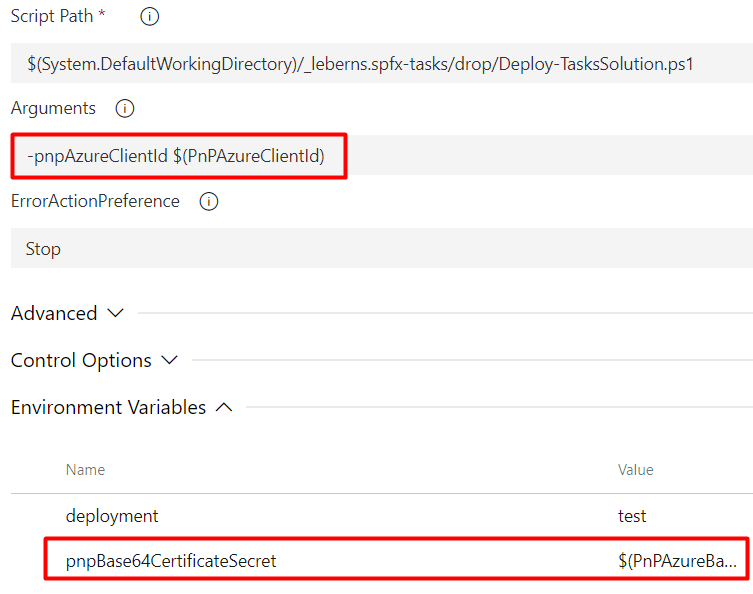 Script Path *
$(System.DefaultWorkingDirectory)/_leberns.spfx-tasks/drop/Deploy-TasksSolution.ps1
Arguments
-pnpAzureClientId $(PnPAzureClientId)
ErrorActionPreference
Stop
Advanced
Control Options
Environment Variables
Name Value
deployment test
pnpBase64CertificateSecret $(PnPAzureBa...